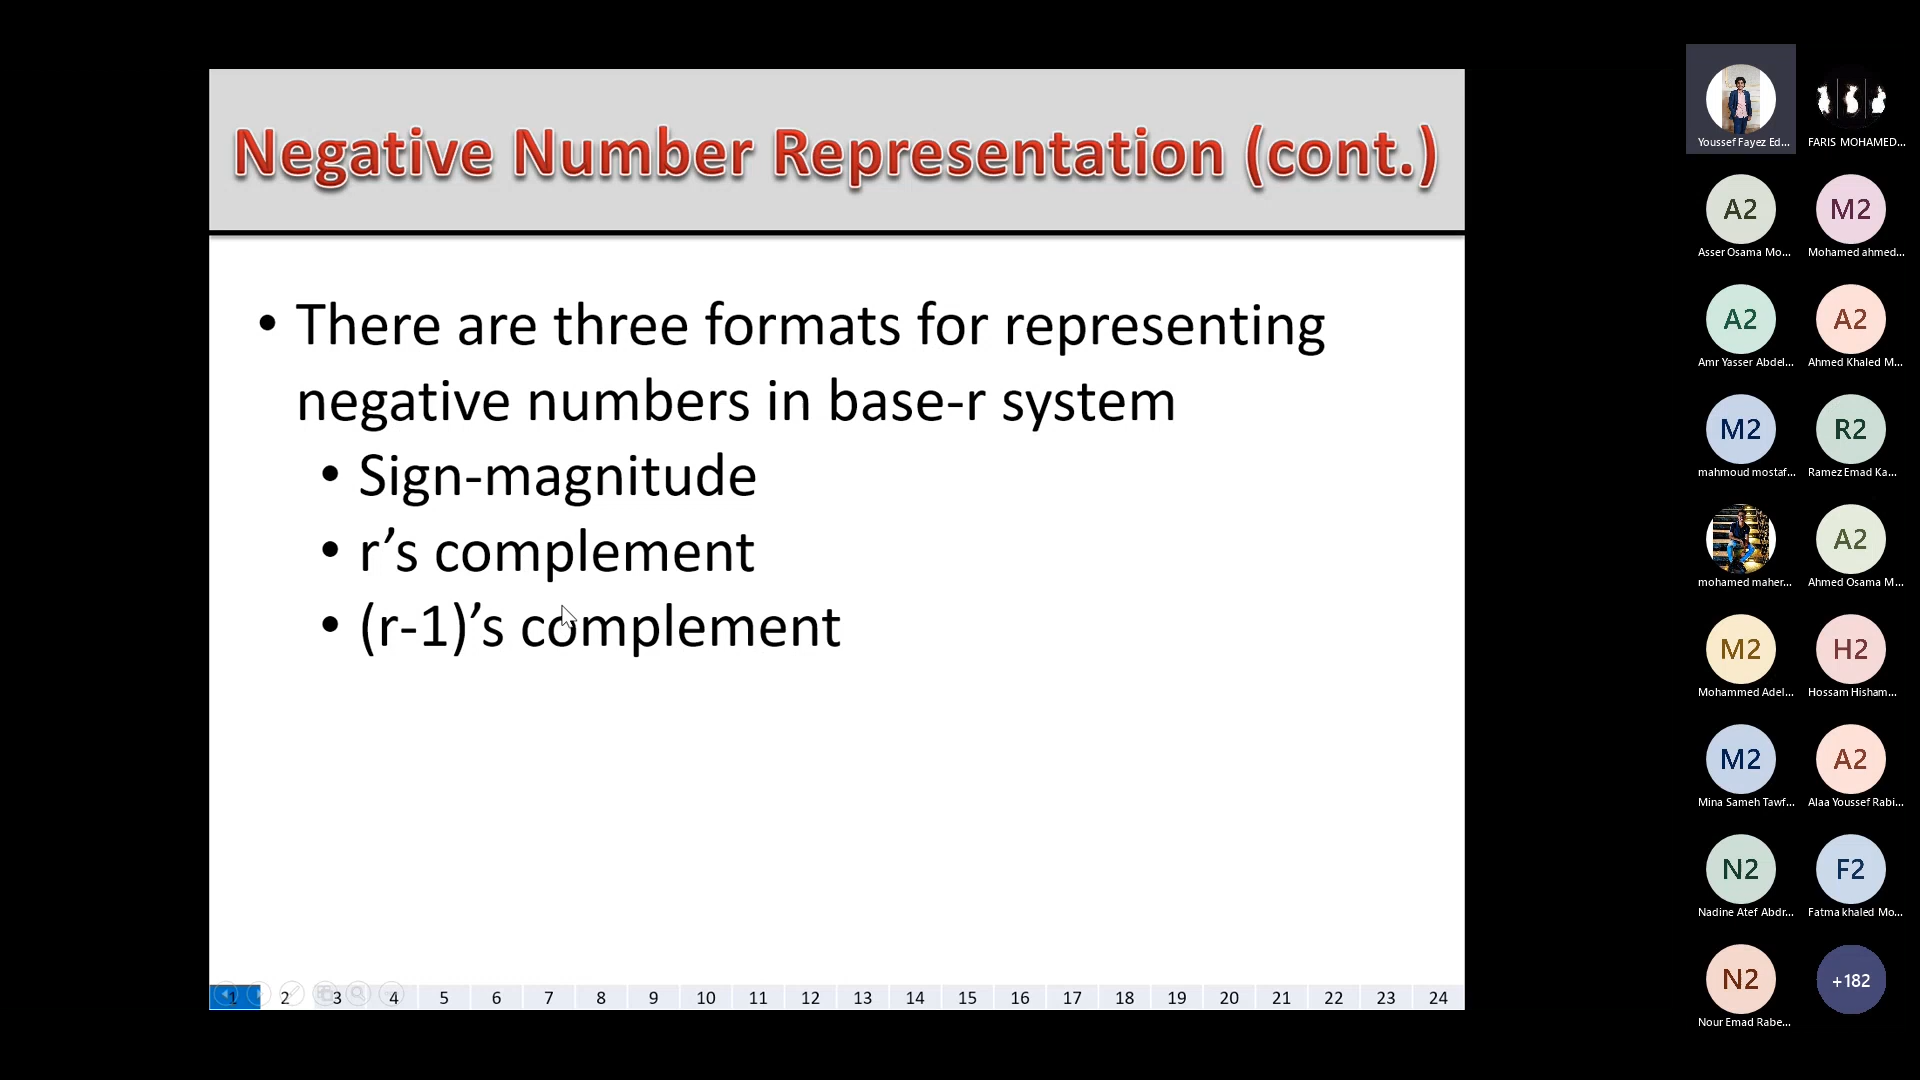 Negative Number Representation (cont.)
• There are three formats for representing
negative numbers in base-r system
• Sign-magnitude
• r’s complement
• (r-1)’s complement
1 2 3 4 5 6 7 8 9 10 11 12 13 14 15 16 17 18 19 20 21 22 23 24
Youssef Fayez Ed...
FARIS MOHAMED...
A2
M2
Asser Osama Mo...
Mohamed ahmed...
A2
A2
Amr Yasser Abdel...
Ahmed Khaled M...
M2
R2
mahmoud mostaf...
Ramez Emad Ka...
A2
mohamed maher...
Ahmed Osama M...
M2
H2
Mohammed Adel...
Hossam Hisham...
M2
A2
Mina Sameh Tawf...
Alaa Youssef Rabi...
N2
F2
Nadine Atef Abdr...
Fatma khaled Mo...
N2
+182
Nour Emad Rabe...